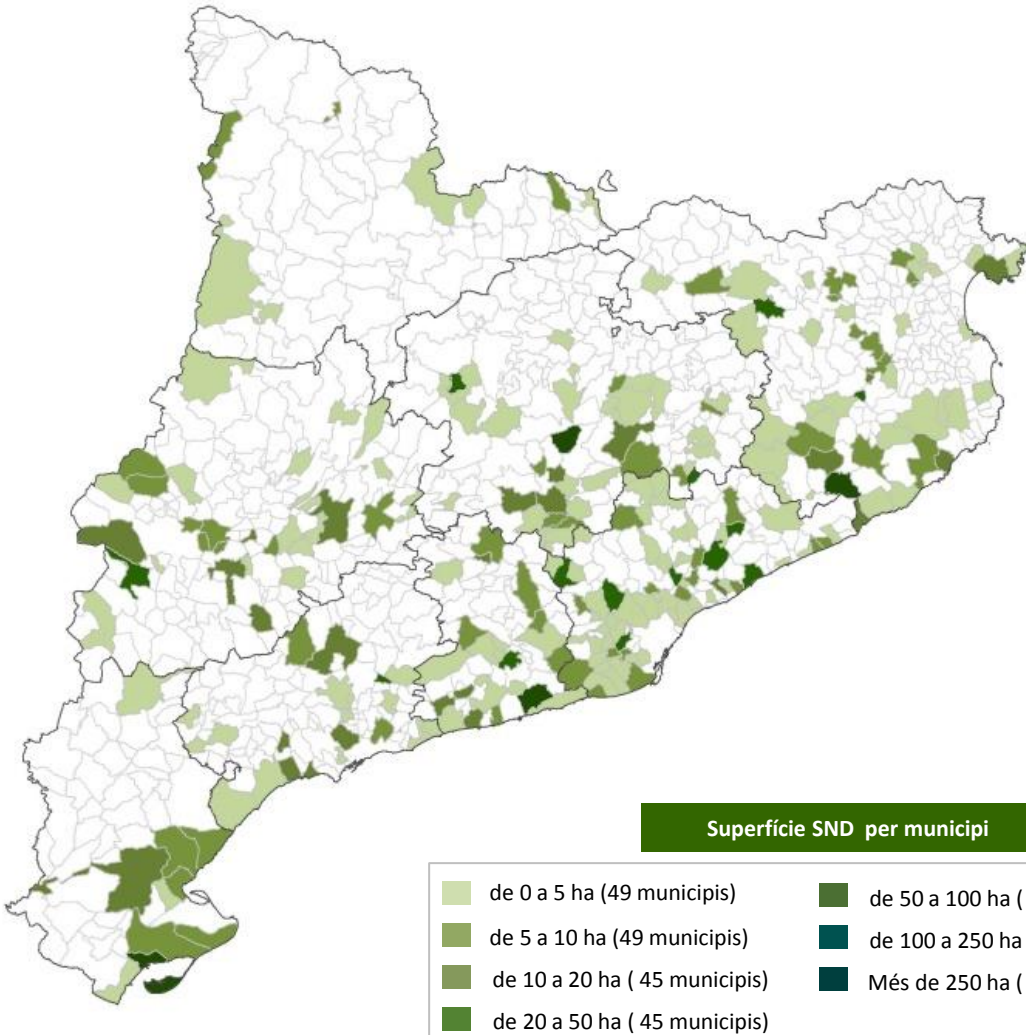 Superfície SND per municipi
de 0 a 5 ha (49 municipis)
de 5 a 10 ha (49 municipis)
de 10 a 20 ha ( 45 municipis)
de 20 a 50 ha ( 45 municipis)
de 50 a 100 ha (
de 100 a 250 ha
Més de 250 ha (